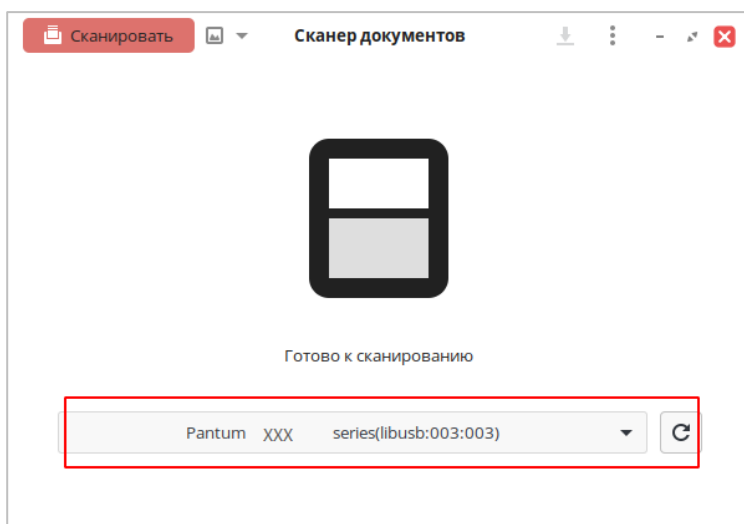 Сканировать Сканер документов
Готово к сканированию
Pantum XXX series(libusb:003:003)